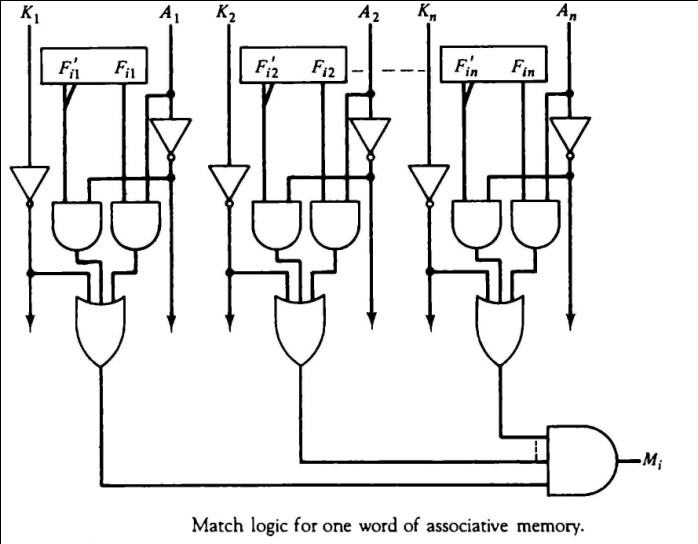 K1 A1 K2 A2 Kn An
F'i1 Fi1 F'i2 Fi2 F'in Fin
Mi
Match logic for one word of associative memory.